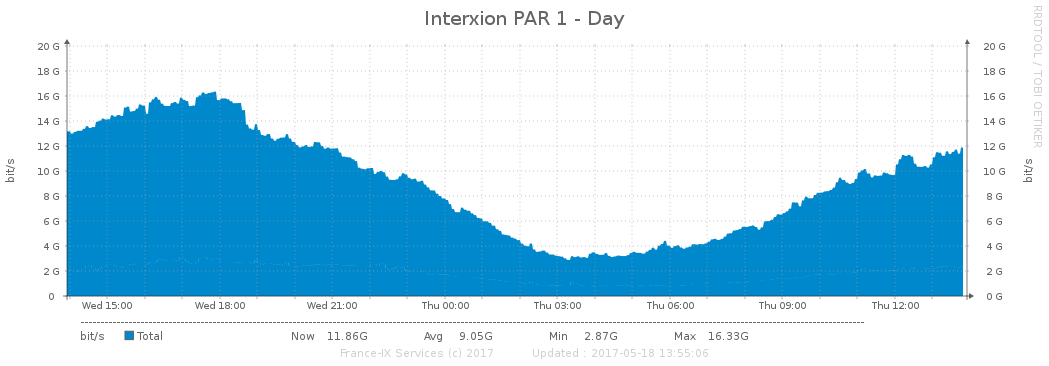 Interxion PAR 1 - Day
RRDTOOL / TOBI OETIKER
20 G 20 G
18 G 18 G
16 G 16 G
14 G 14 G
12 G 12 G
10 G 10 G
8 G 8 G
6 G 6 G
4 G 4 G
2 G 2 G
0 0 G
bit/s
bit/s
Wed 15:00 Wed 18:00 Wed 21:00 Thu 00:00 Thu 03:00 Thu 06:00 Thu 09:00 Thu 12:00
bit/s Total Now 11.86G Avg 9.05G Min 2.87G Max 16.33G
France-IX Services (c) 2017 Updated : 2017-05-18 13:55:06